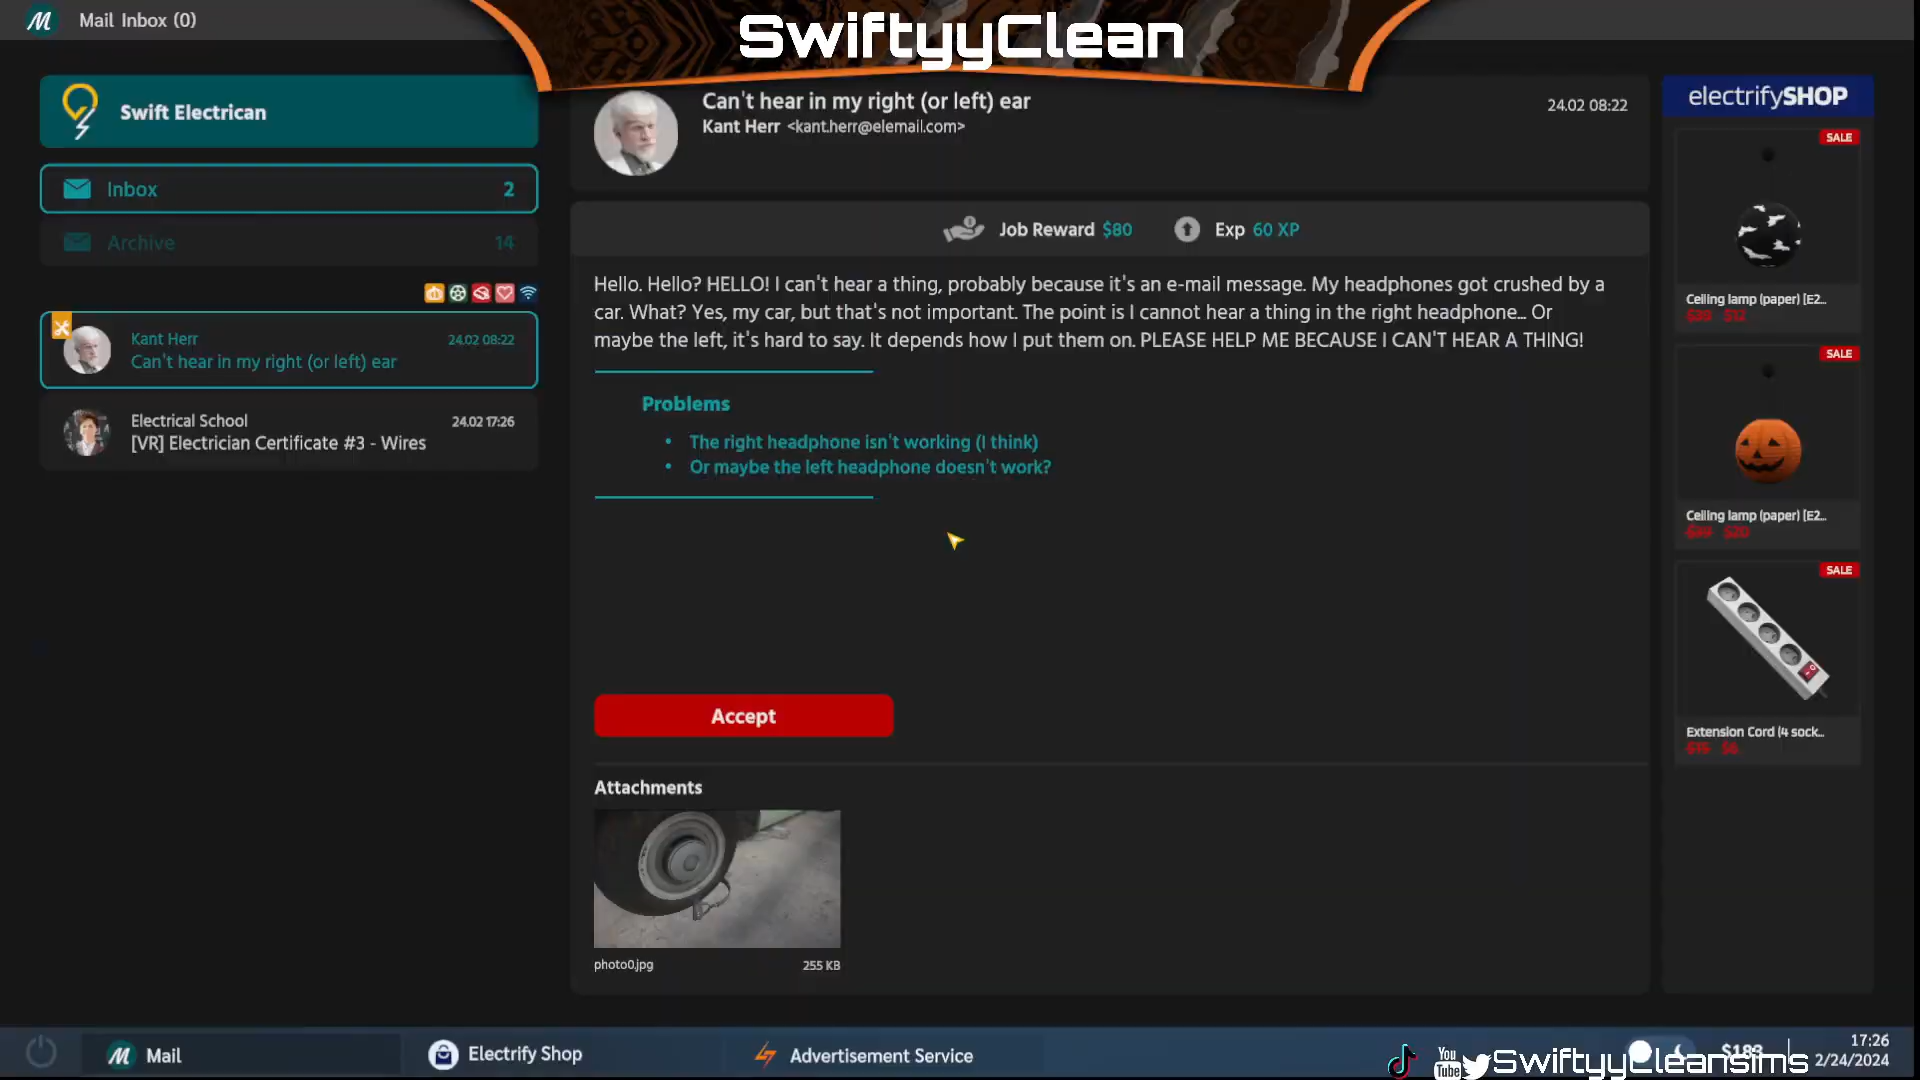 Mail Inbox (0)
SwiftyyClean
Swift Electrican
Inbox 2
Archive 14
Kant Herr 24.02 08:22
Can't hear in my right (or left) ear
Electrical School 24.02 17:26
[VR] Electrician Certificate #3 - Wires
Can't hear in my right (or left) ear
Kant Herr <kant.herr@elemail.com>
24.02 08:22
Job Reward $80 Exp 60 XP
Hello. Hello? HELLO! I can't hear a thing, probably because it's an e-mail message. My headphones got crushed by a
car. What? Yes, my car, but that's not important. The point is I cannot hear a thing in the right headphone... Or
maybe the left, it's hard to say. It depends how I put them on. PLEASE HELP ME BECAUSE I CAN'T HEAR A THING!
Problems
• The right headphone isn't working (I think)
• Or maybe the left headphone doesn't work?
Accept
Attachments
photo0.jpg 255 KB
electrifySHOP
SALE
Ceiling lamp (paper) [E2...
$12
SALE
Ceiling lamp (paper) [E2...
$20
SALE
Extension Cord (4 sock...
$15 $6
Mail
Electrify Shop
Advertisement Service
$183
17:26
2/24/2024
You
Tube
SwiftyyCleansims